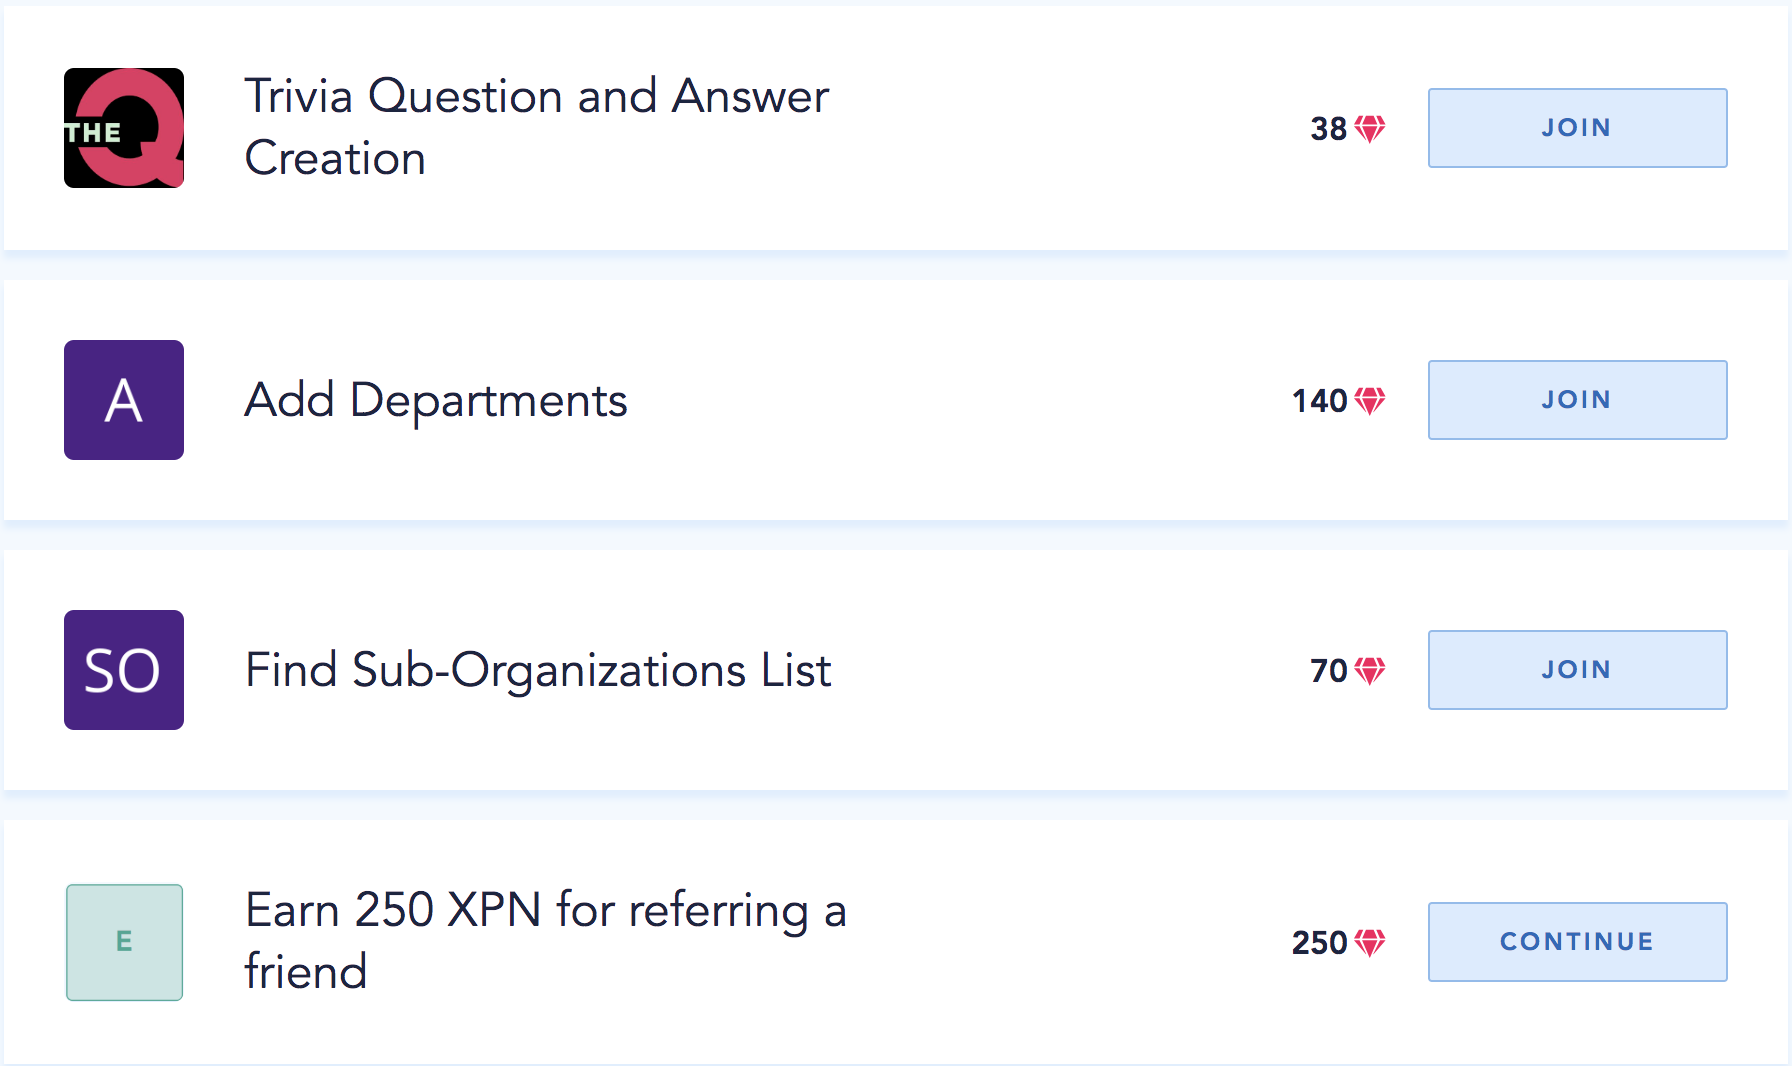 THE Q
Trivia Question and Answer
Creation
38
JOIN
A
Add Departments
140
JOIN
SO
Find Sub-Organizations List
70
JOIN
E
Earn 250 XPN for referring a
friend
250
CONTINUE